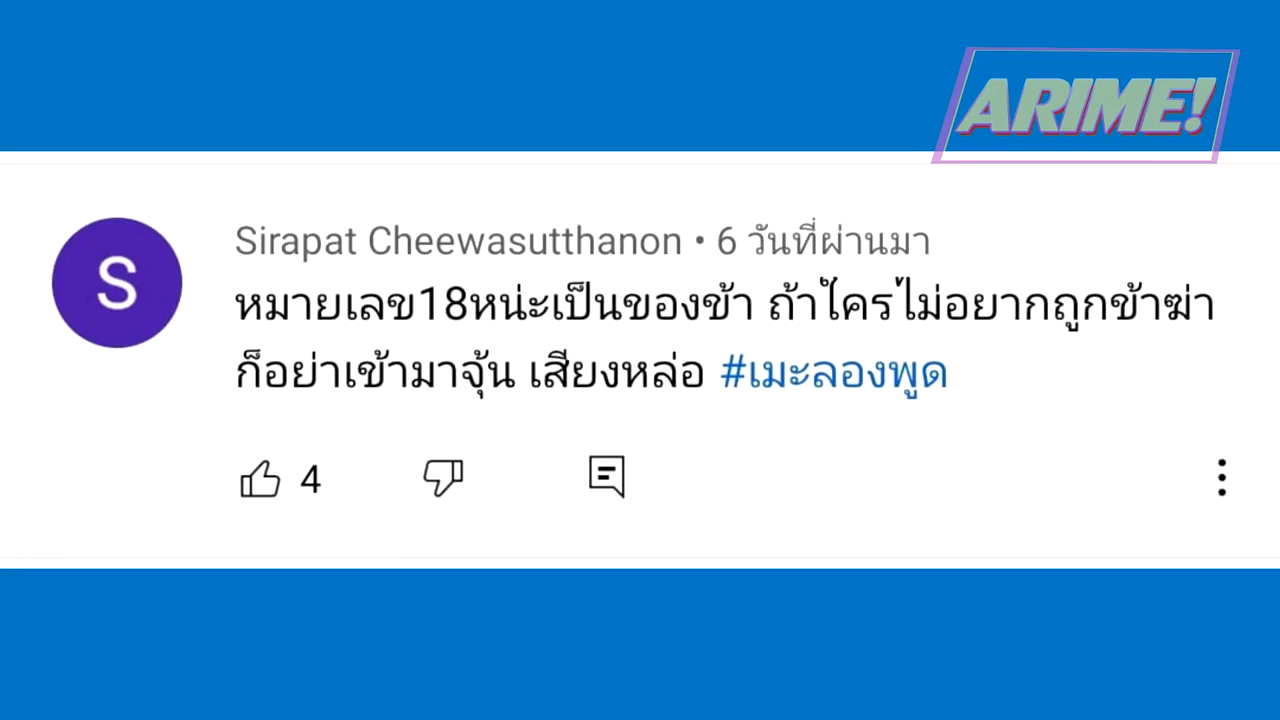 ARIME!
S
Sirapat Cheewasutthanon • 6 วันที่ผ่านมา
หมายเลข18หน่ะเป็นของข้า ถ้าใครไม่อยากถูกข้าฆ่า
ก็อย่าเข้ามาจุ้น เสียงหล่อ #เมะลองพูด
4